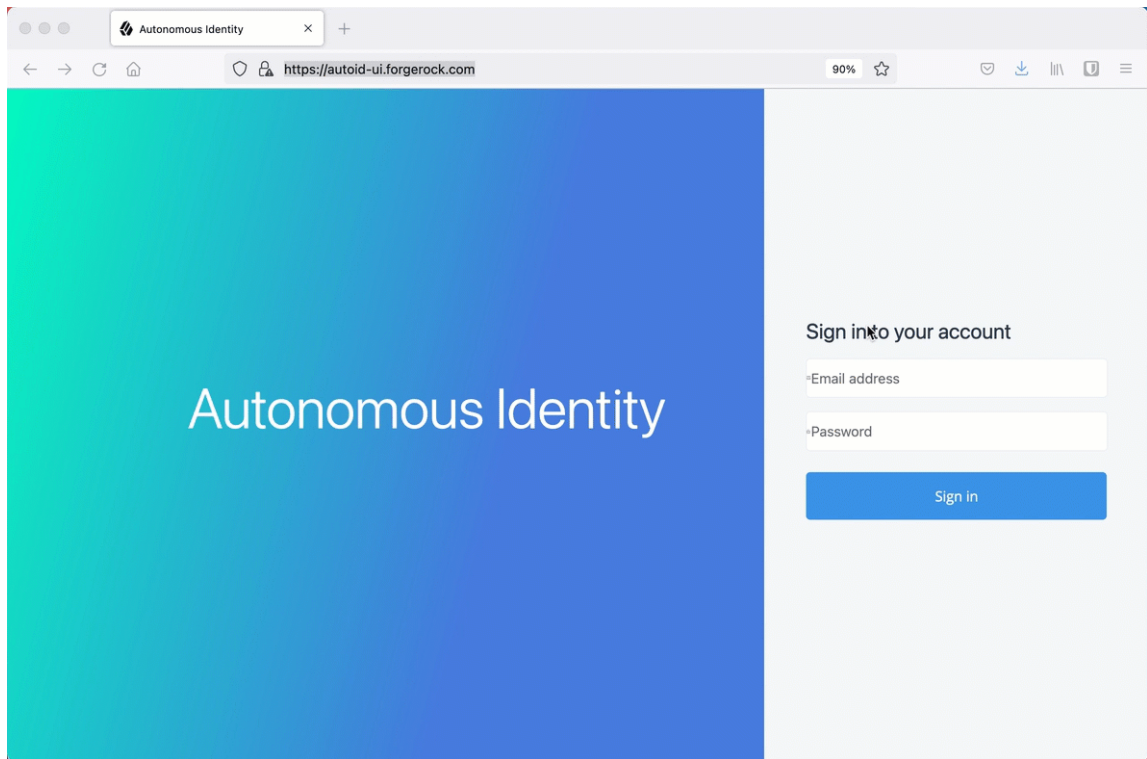 Autonomous Identity
https://autoid-ui.forgerock.com
90%
Autonomous Identity
Sign into your account
Email address
Password
Sign in